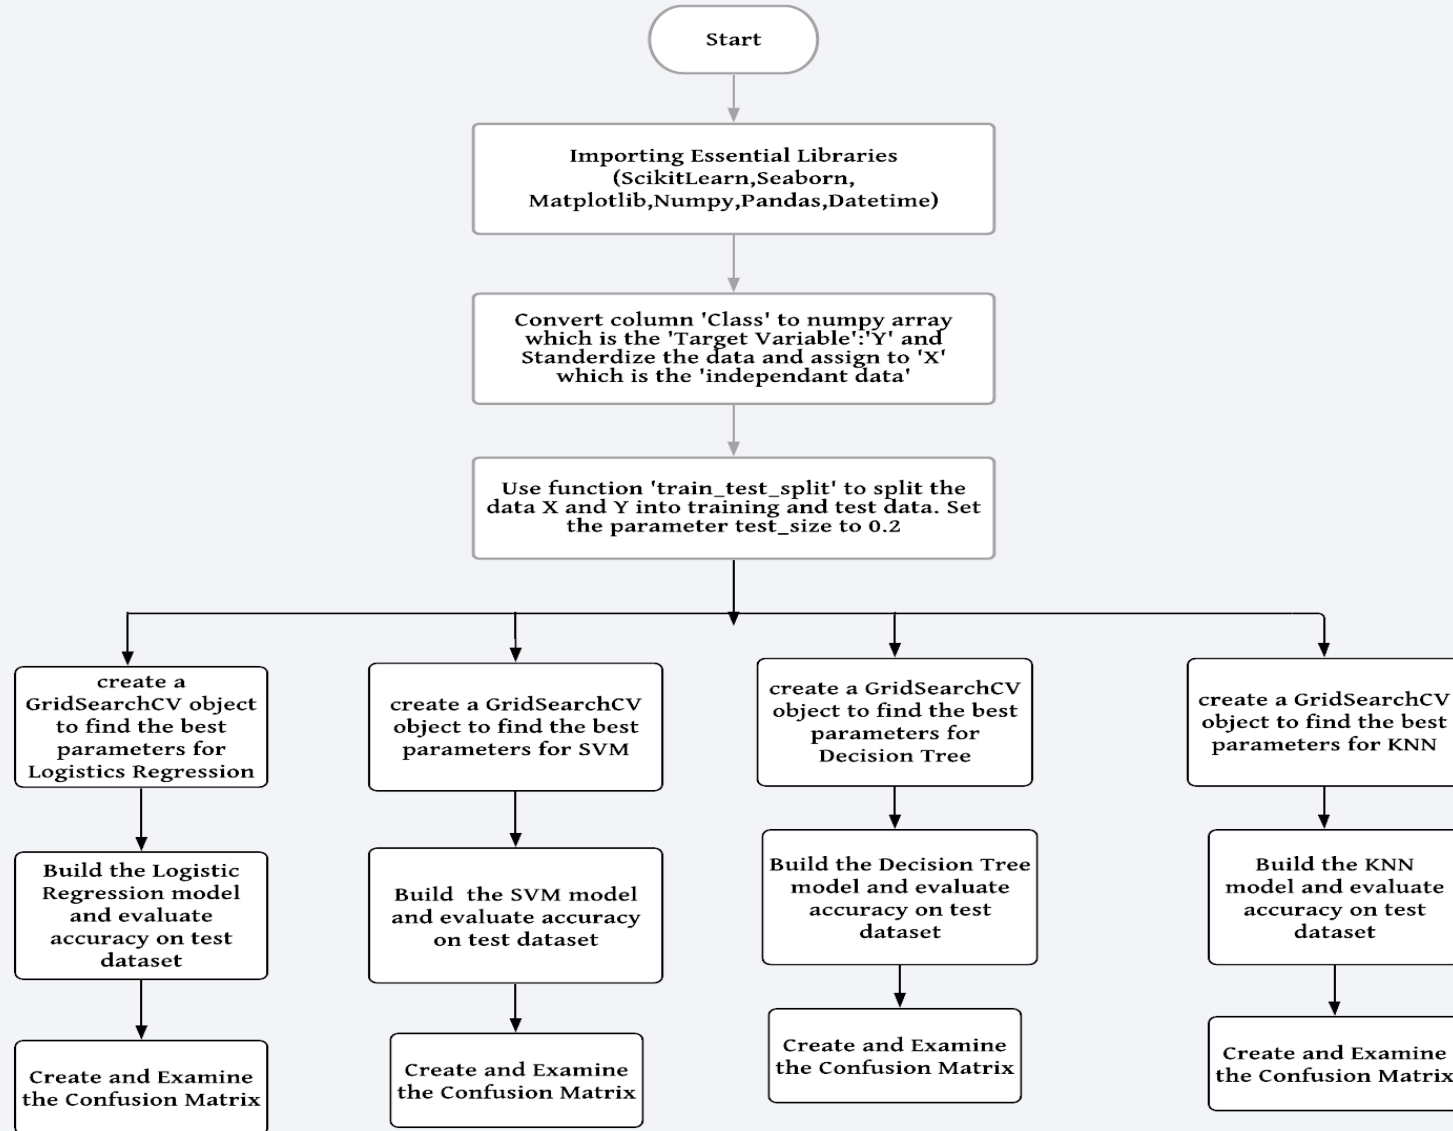 Start
Importing Essential Libraries
(ScikitLearn,Seaborn,
Matplotlib,Numpy,Pandas,Datetime)
Convert column 'Class' to numpy array
which is the 'Target Variable':'Y' and
Standerdize the data and assign to 'X'
which is the 'independant data'
Use function 'train_test_split' to split the
data X and Y into training and test data. Set
the parameter test_size to 0.2
create a
GridSearchCV object
to find the best
parameters for
Logistics Regression
create a GridSearchCV
object to find the best
parameters for SVM
create a GridSearchCV
object to find the best
parameters for
Decision Tree
create a GridSearchCV
object to find the best
parameters for KNN
Build the Logistic
Regression model
and evaluate
accuracy on test
dataset
Build  the SVM model
and evaluate accuracy
on test dataset
Build the Decision Tree
model and evaluate
accuracy on test
dataset
Build the KNN
model and evaluate
accuracy on test
dataset
Create and Examine
the Confusion Matrix
Create and Examine
the Confusion Matrix
Create and Examine
the Confusion Matrix
Create and Examine
the Confusion Matrix